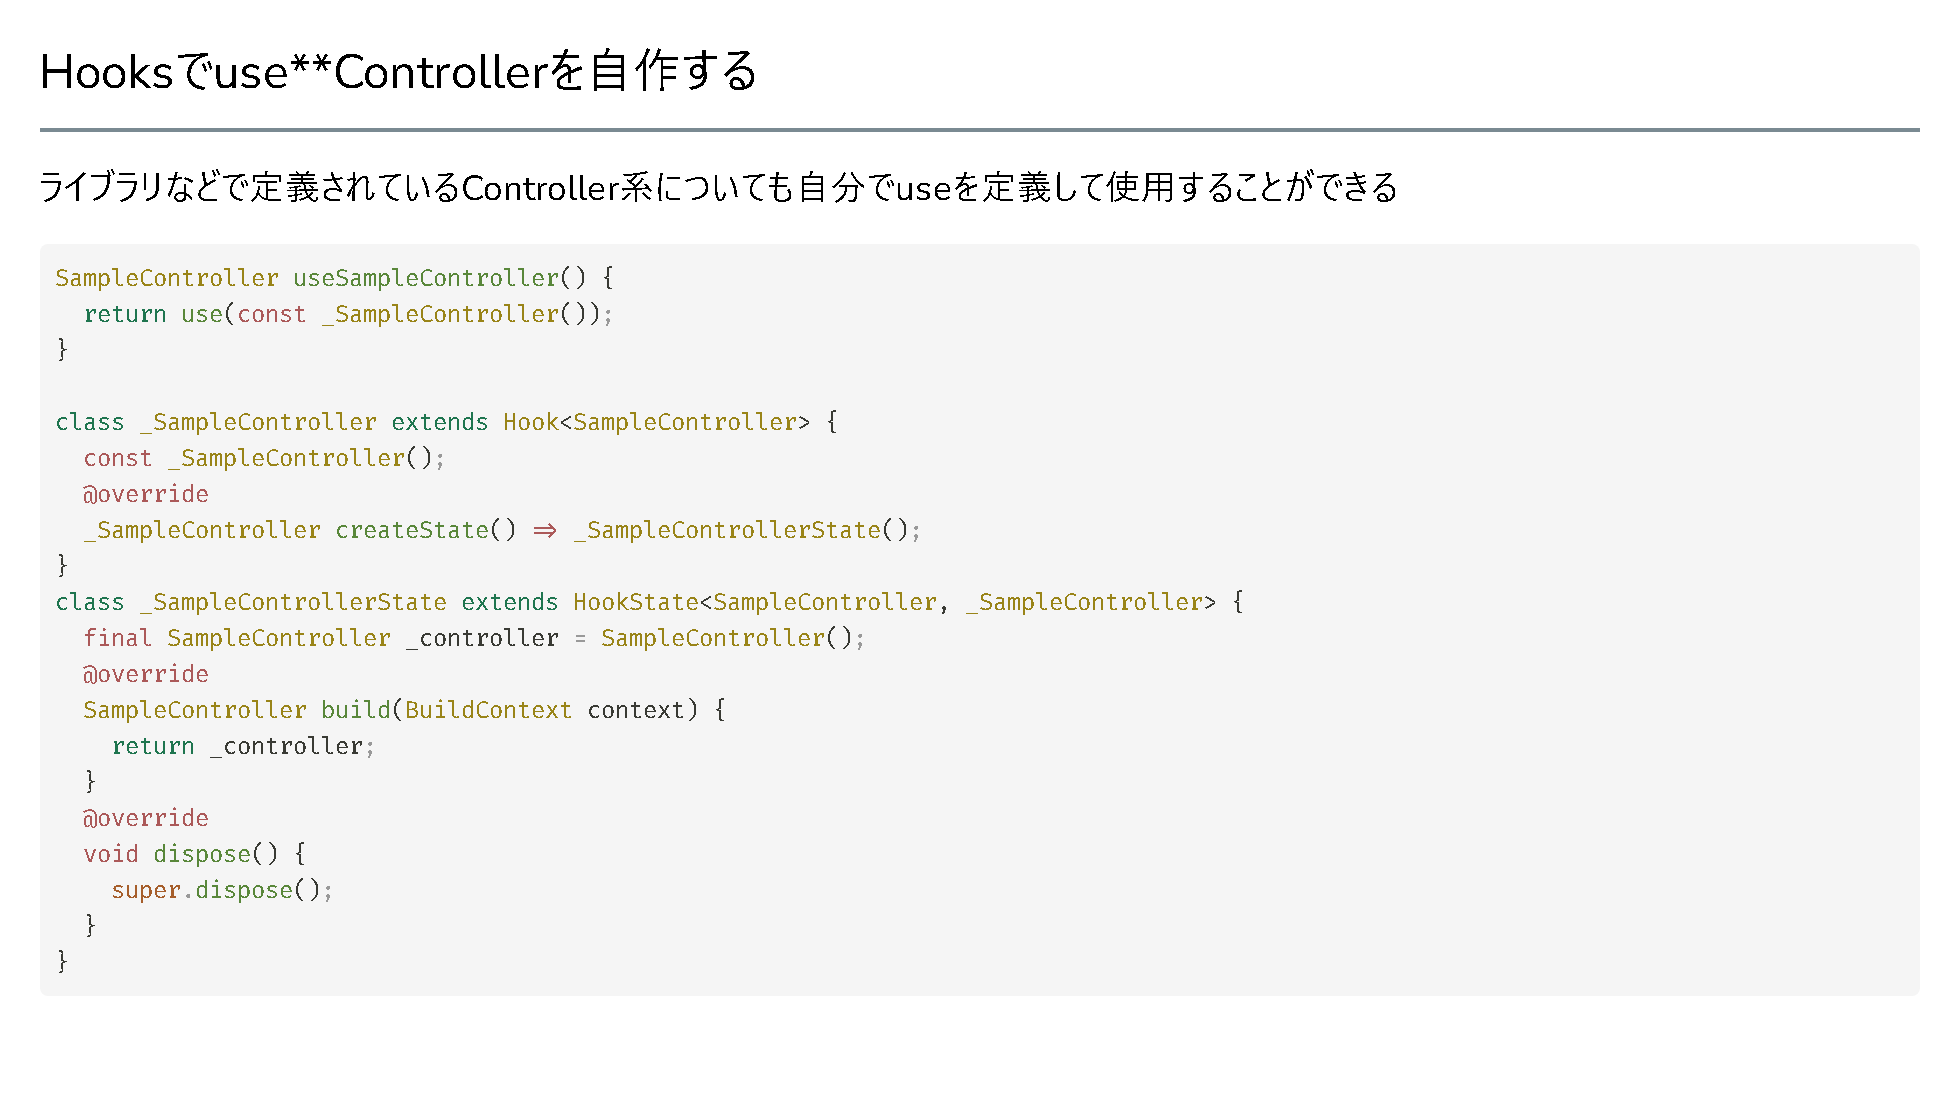 Hooksでuse**Controllerを自作する
ライブラリなどで定義されているController系についても自分でuseを定義して使用することができる
SampleController useSampleController() {
  return use(const _SampleController());
}

class _SampleController extends Hook<SampleController> {
  const _SampleController();
  @override
  _SampleController createState() => _SampleControllerState();
}
class _SampleControllerState extends HookState<SampleController, _SampleController> {
  final SampleController _controller = SampleController();
  @override
  SampleController build(BuildContext context) {
    return _controller;
  }
  @override
  void dispose() {
    super.dispose();
  }
}